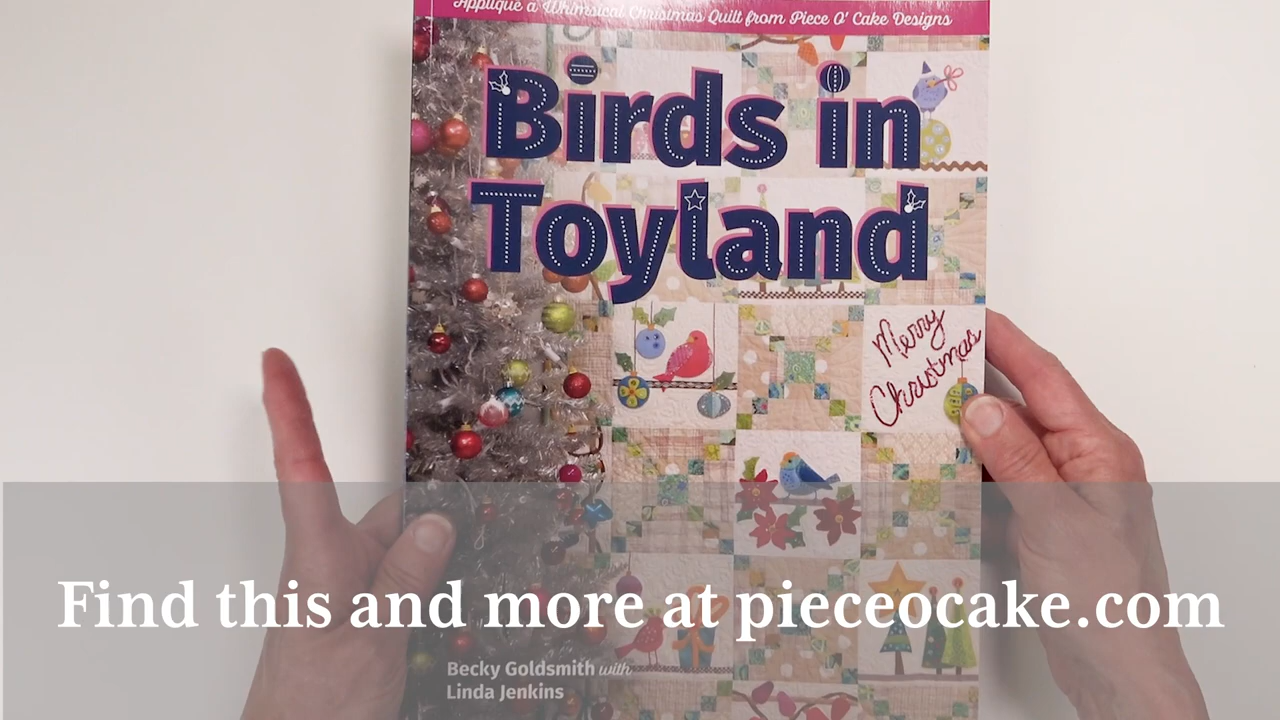 Appliqué a Whimsical Christmas Quilt from Piece O' Cake Designs
Birds in
Toyland
Merry
Christmas
Find this and more at pieceocake.com
Becky Goldsmith with
Linda Jenkins